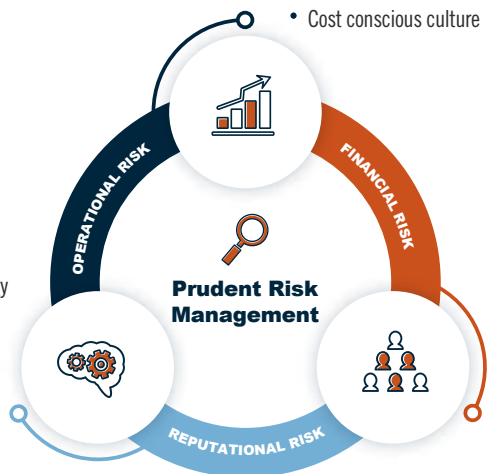 • Cost conscious culture
OPERATIONAL RISK
FINANCIAL RISK
y
Prudent Risk
Management
REPUTATIONAL RISK